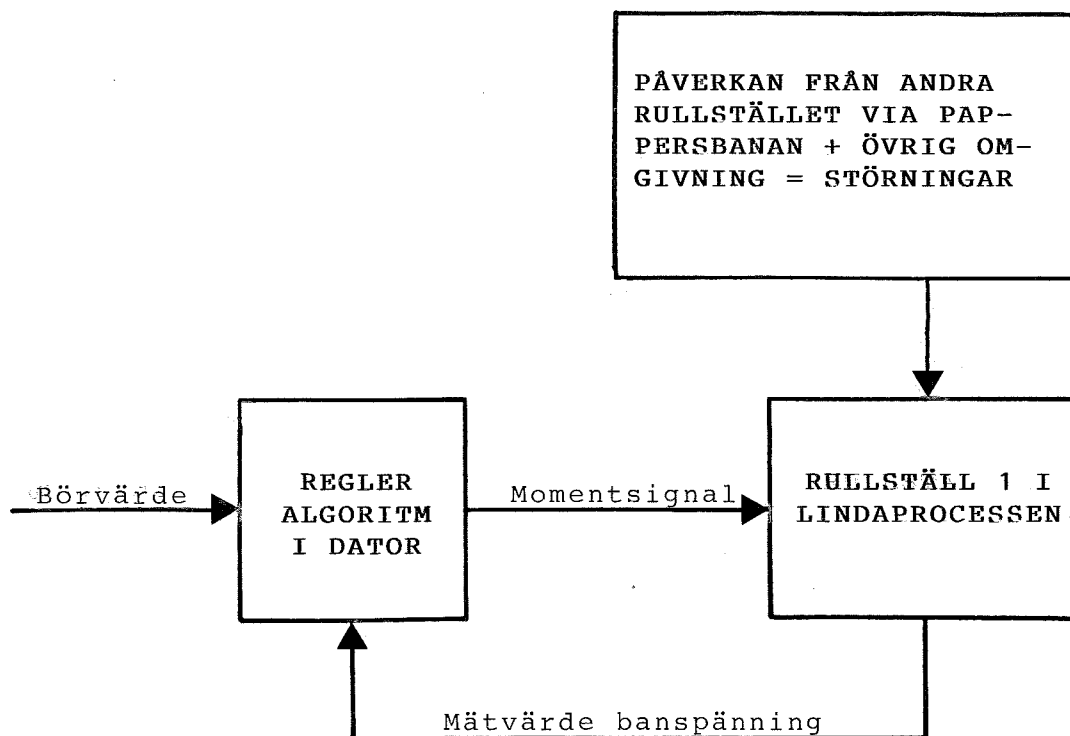 PÅVERKAN FRÅN ANDRA
RULLSTÄLLET VIA PAP-
PERSBANAN + ÖVRIG OM-
GIVNING = STÖRNINGAR
Börvärde
REGLER
ALGORITM
I DATOR
Momentsignal
RULLSTÄLL 1 I
LINDAPROCESSEN
Mätvärde banspänning